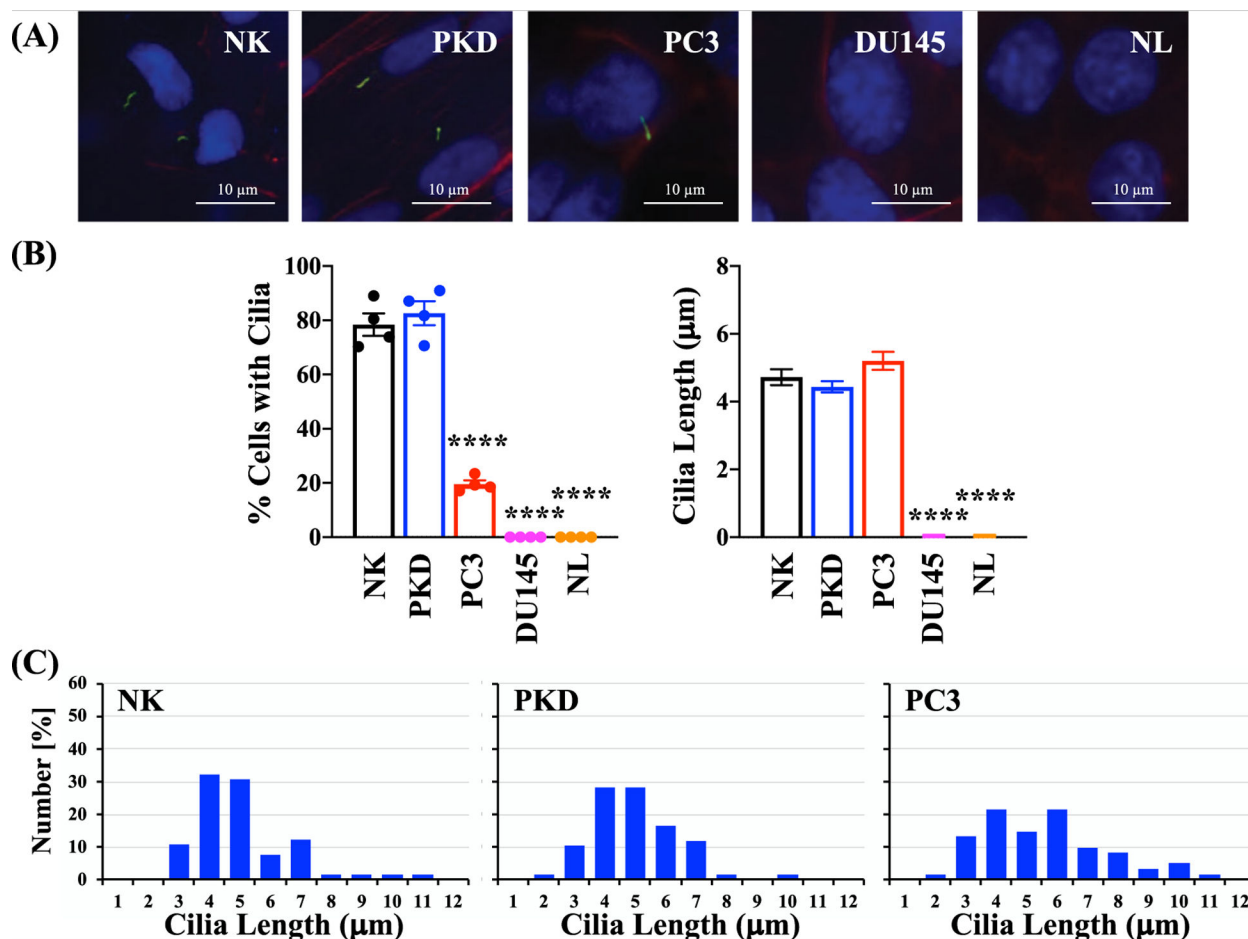 (A)
NK
PKD
PC3
DU145
NL
10 μm
10 μm
10 μm
10 μm
10 μm
(B)
% Cells with Cilia
100
80
60
40
20
0
****
****
****
NK
PKD
PC3
DU145
NL
Cilia Length (μm)
8
6
4
2
0
****
****
NK
PKD
PC3
DU145
NL
(C)
Number [%]
60
50
40
30
20
10
0
NK
1 2 3 4 5 6 7 8 9 10 11 12
Cilia Length (μm)
PKD
1 2 3 4 5 6 7 8 9 10 11 12
Cilia Length (μm)
PC3
1 2 3 4 5 6 7 8 9 10 11 12
Cilia Length (μm)